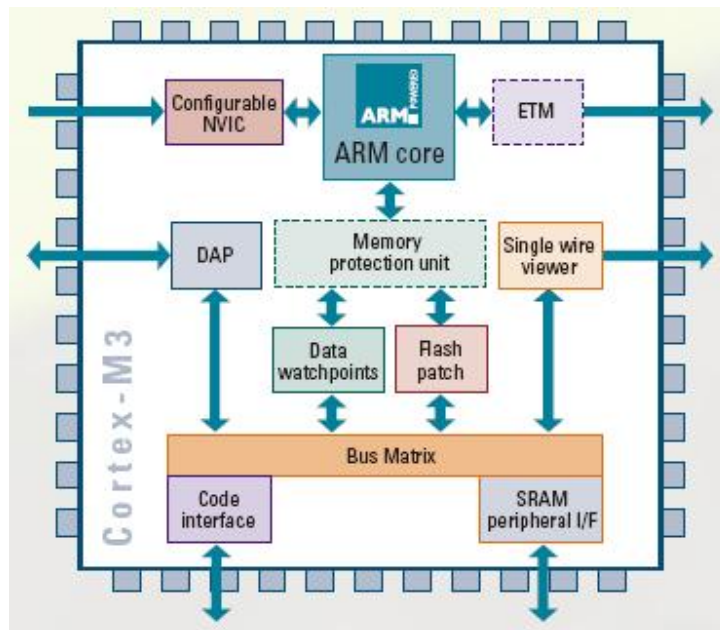 Configurable
NVIC
ARM
POWERED
ARM core
ETM
DAP
Memory
protection unit
Single wire
viewer
Data
watchpoints
Flash
patch
Cortex-M3
Bus Matrix
Code
interface
SRAM
peripheral I/F